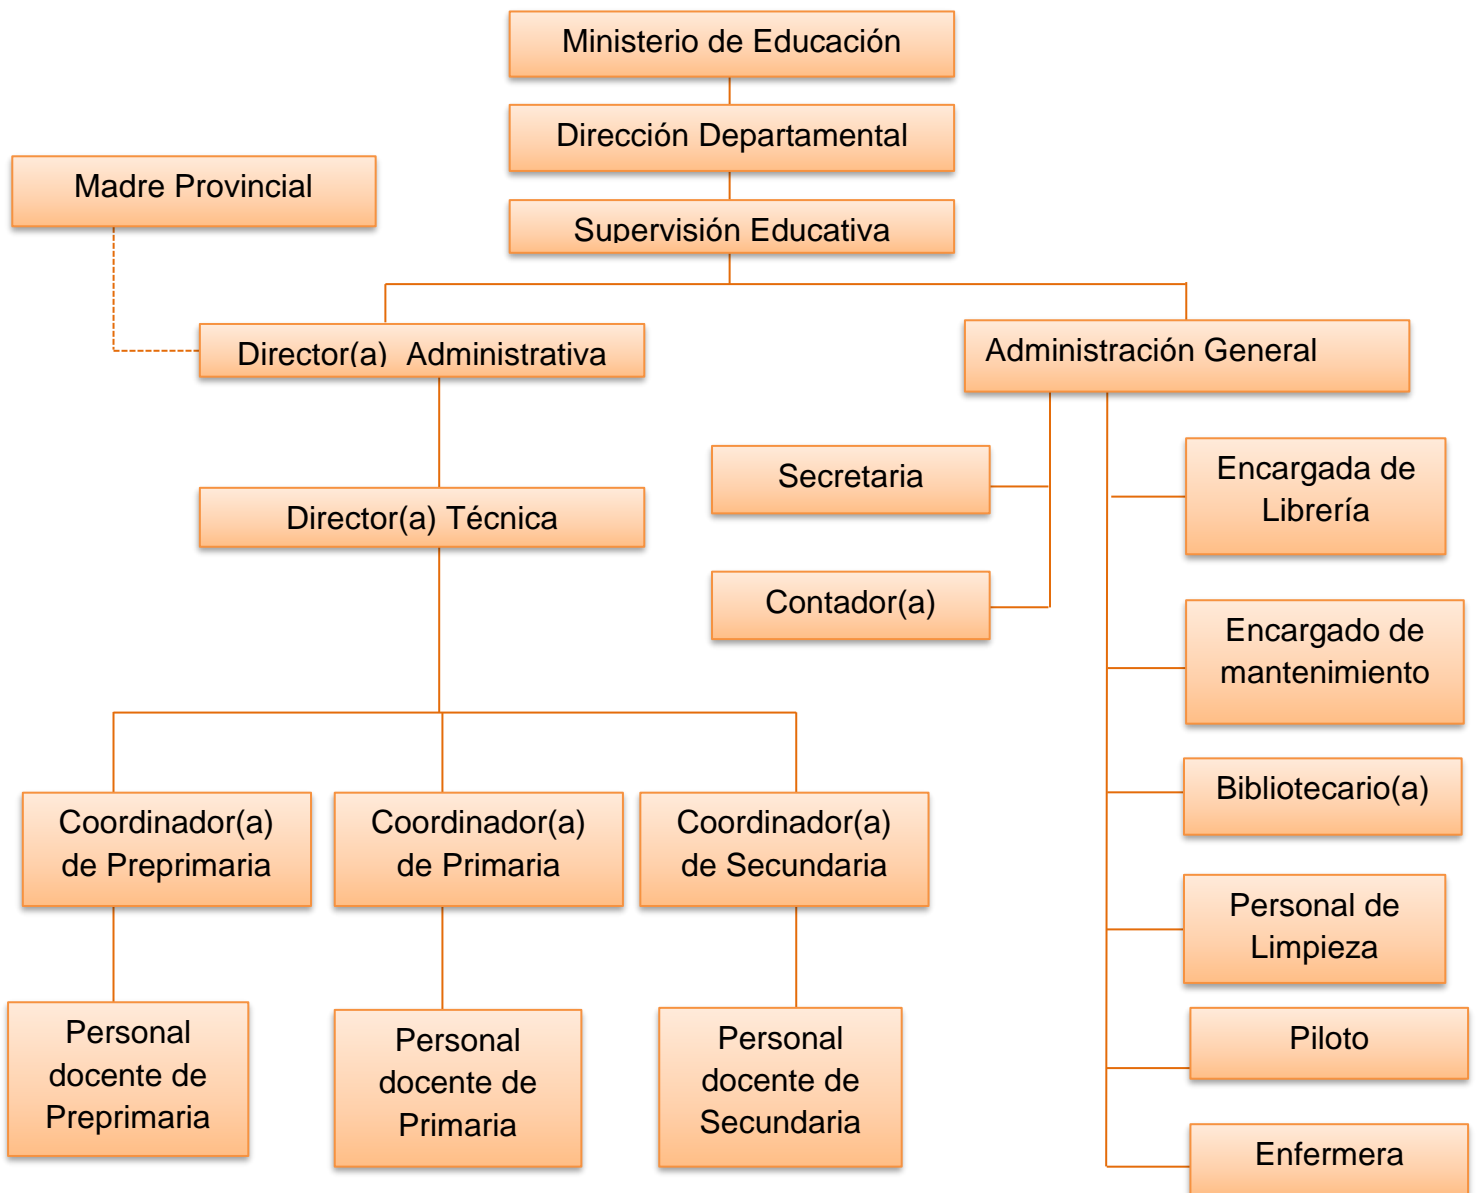 Ministerio de Educación
Dirección Departamental
Madre Provincial
Supervisión Educativa
Director(a) Administrativa
Administración General
Secretaria
Encargada de
Librería
Director(a) Técnica
Contador(a)
Encargado de
mantenimiento
Bibliotecario(a)
Coordinador(a)
de Preprimaria
Coordinador(a)
de Primaria
Coordinador(a)
de Secundaria
Personal de
Limpieza
Personal
docente de
Preprimaria
Personal
docente de
Primaria
Personal
docente de
Secundaria
Piloto
Enfermera